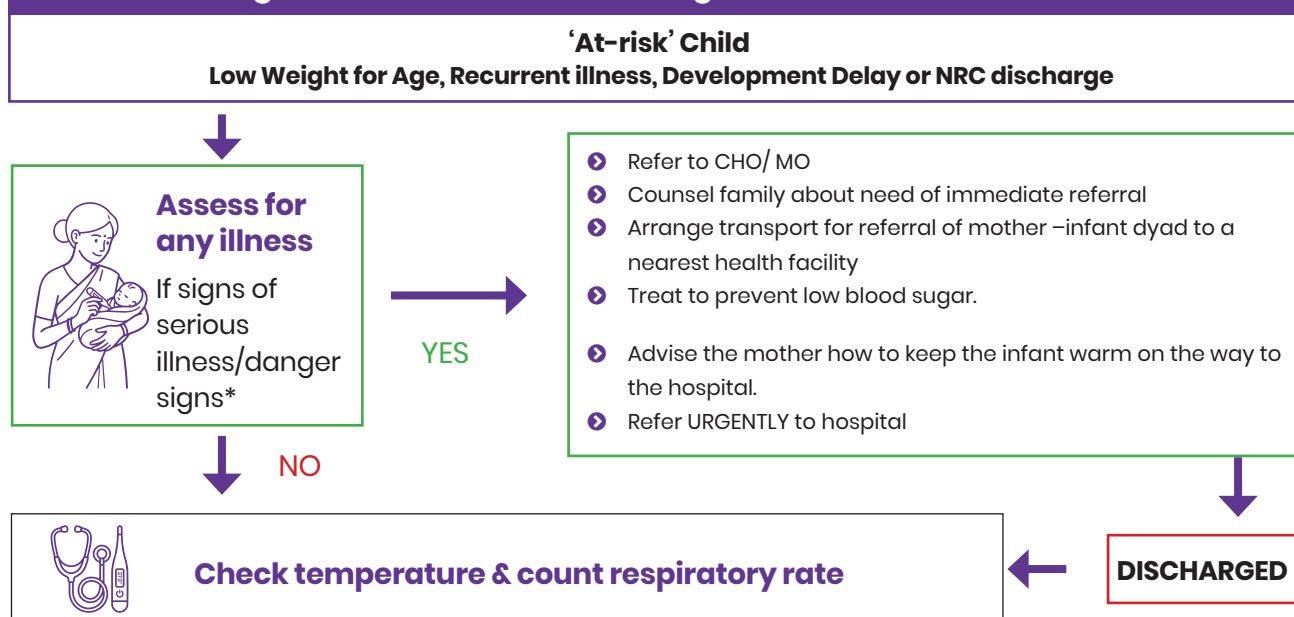 ‘At-risk’ Child
Low Weight for Age, Recurrent illness, Development Delay or NRC discharge
Assess for
any illness
If signs of
serious
illness/danger
signs*
YES
Refer to CHO/ MO
Counsel family about need of immediate referral
Arrange transport for referral of mother –infant dyad to a
nearest health facility
Treat to prevent low blood sugar.
Advise the mother how to keep the infant warm on the way to
the hospital.
Refer URGENTLY to hospital
NO
Check temperature & count respiratory rate
DISCHARGED